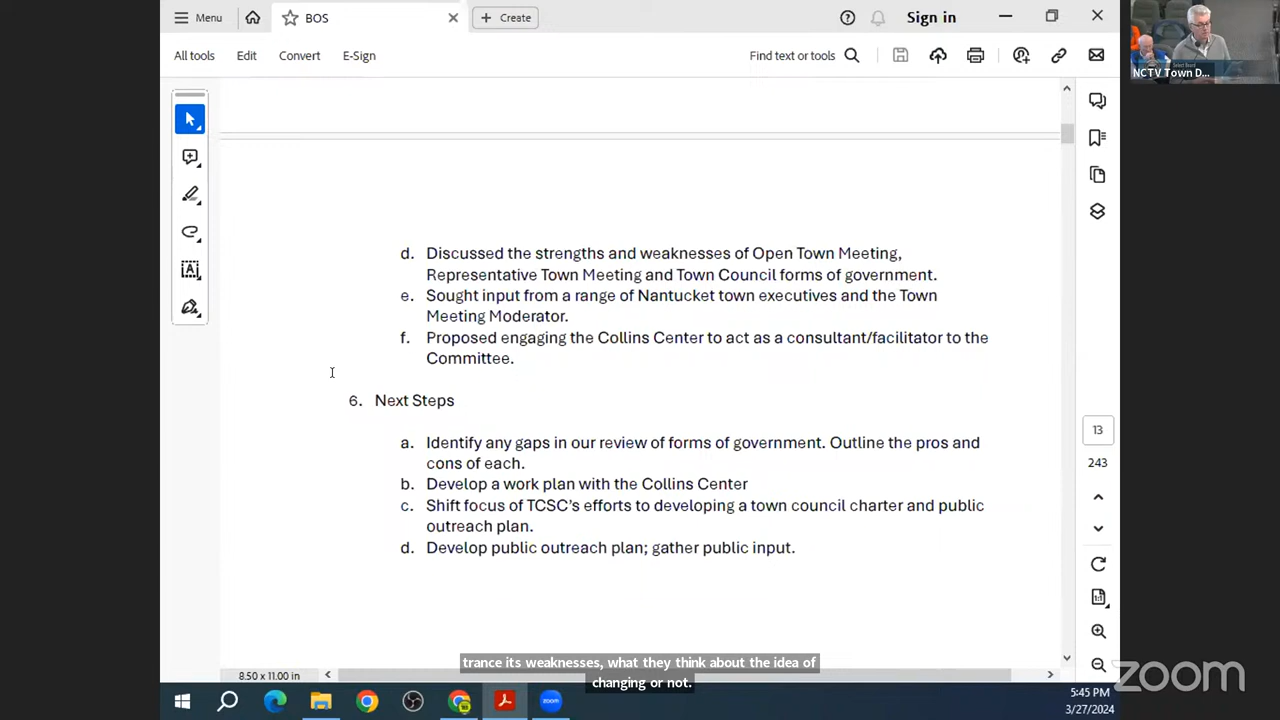 Menu
BOS
Create
Sign in
All tools
Edit
Convert
E-Sign
Find text or tools
NCTV Town D...
d. Discussed the strengths and weaknesses of Open Town Meeting,
Representative Town Meeting and Town Council forms of government.
e. Sought input from a range of Nantucket town executives and the Town
Meeting Moderator.
f. Proposed engaging the Collins Center to act as a consultant/facilitator to the
Committee.
6. Next Steps
a. Identify any gaps in our review of forms of government. Outline the pros and
cons of each.
b. Develop a work plan with the Collins Center
c. Shift focus of TCSC's efforts to developing a town council charter and public
outreach plan.
d. Develop public outreach plan; gather public input.
13
243
trance its weaknesses, what they think about the idea of
changing or not.
8.50 x 11.00 in
zoom
zoom
5:45 PM
3/27/2024